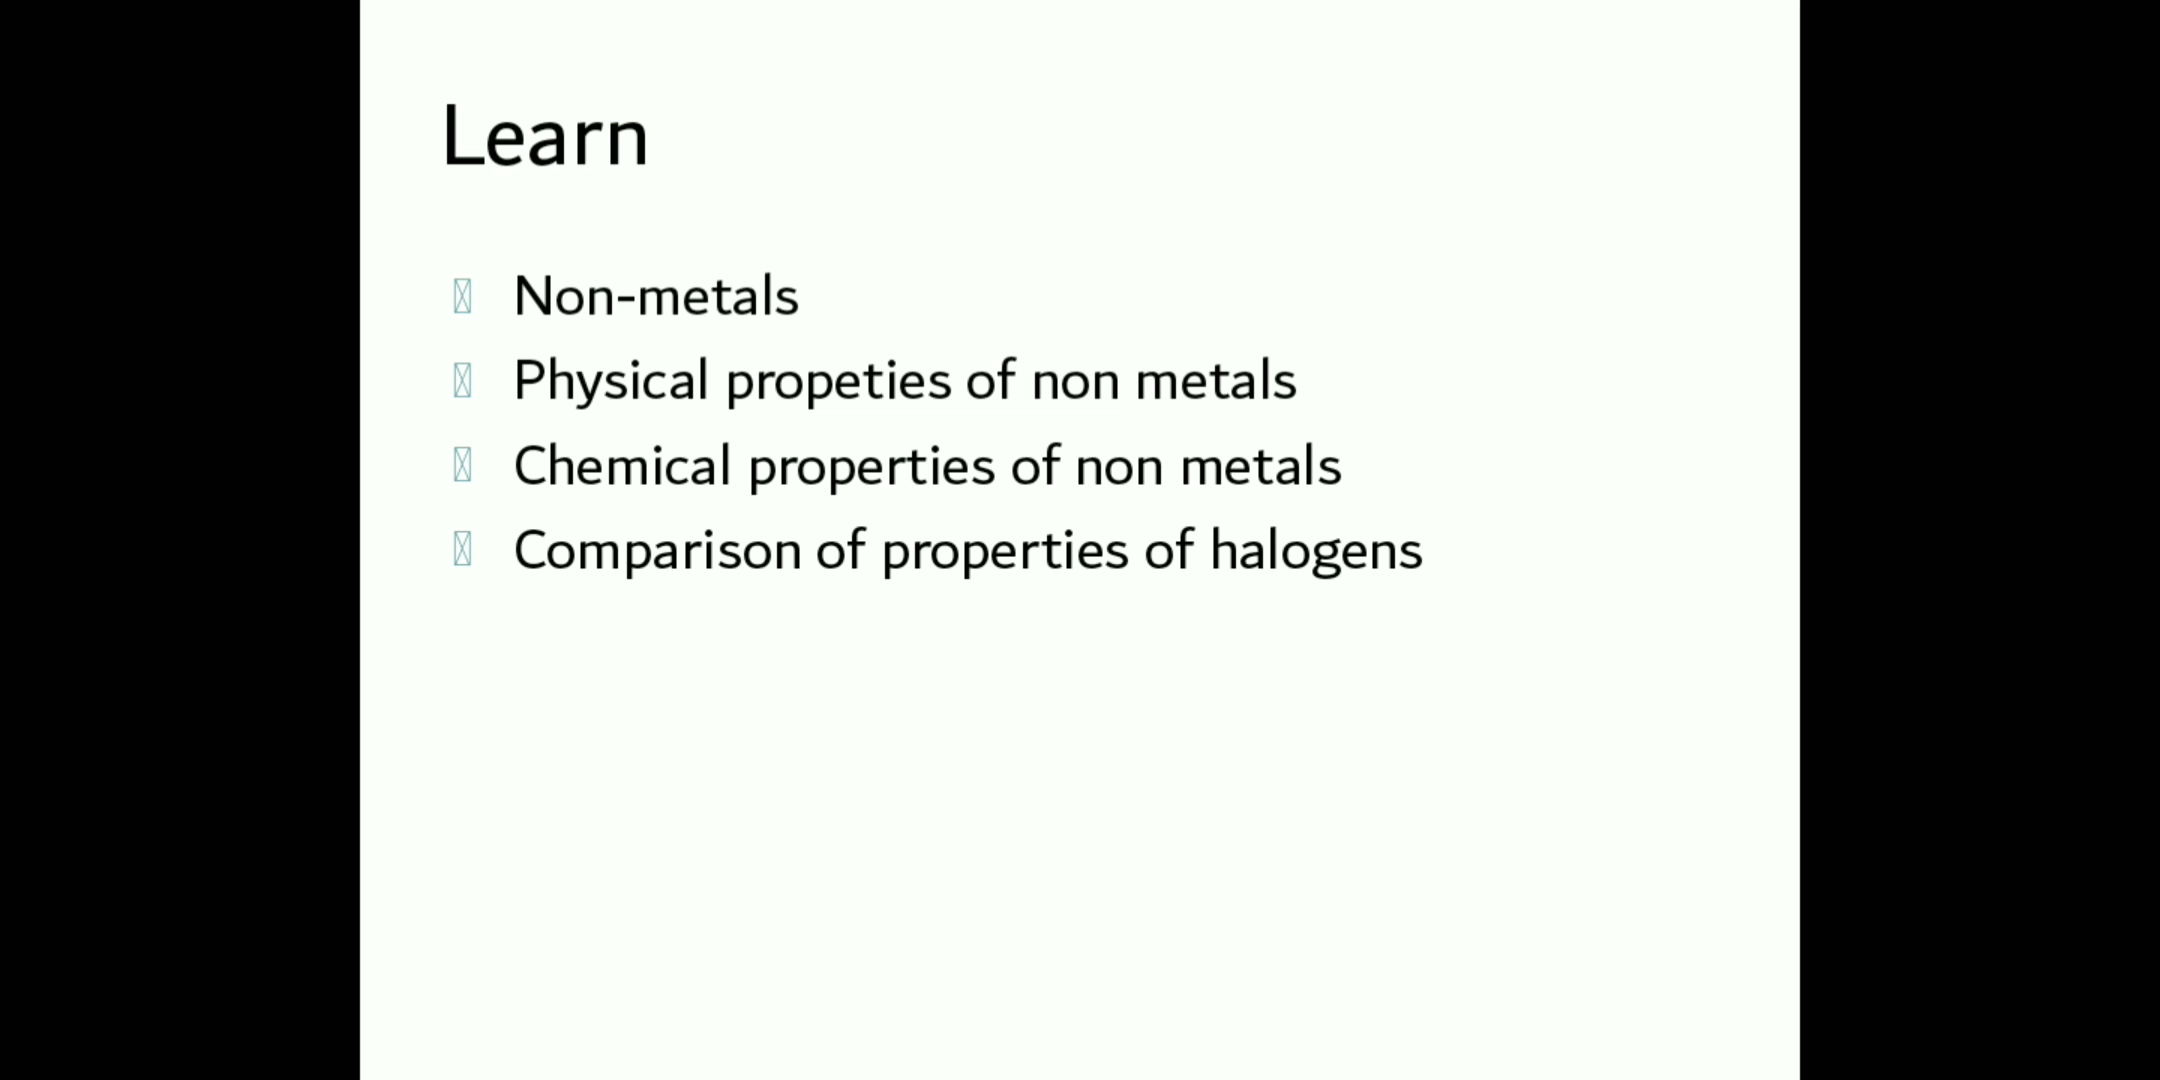 Learn
Non-metals
Physical propeties of non metals
Chemical properties of non metals
Comparison of properties of halogens